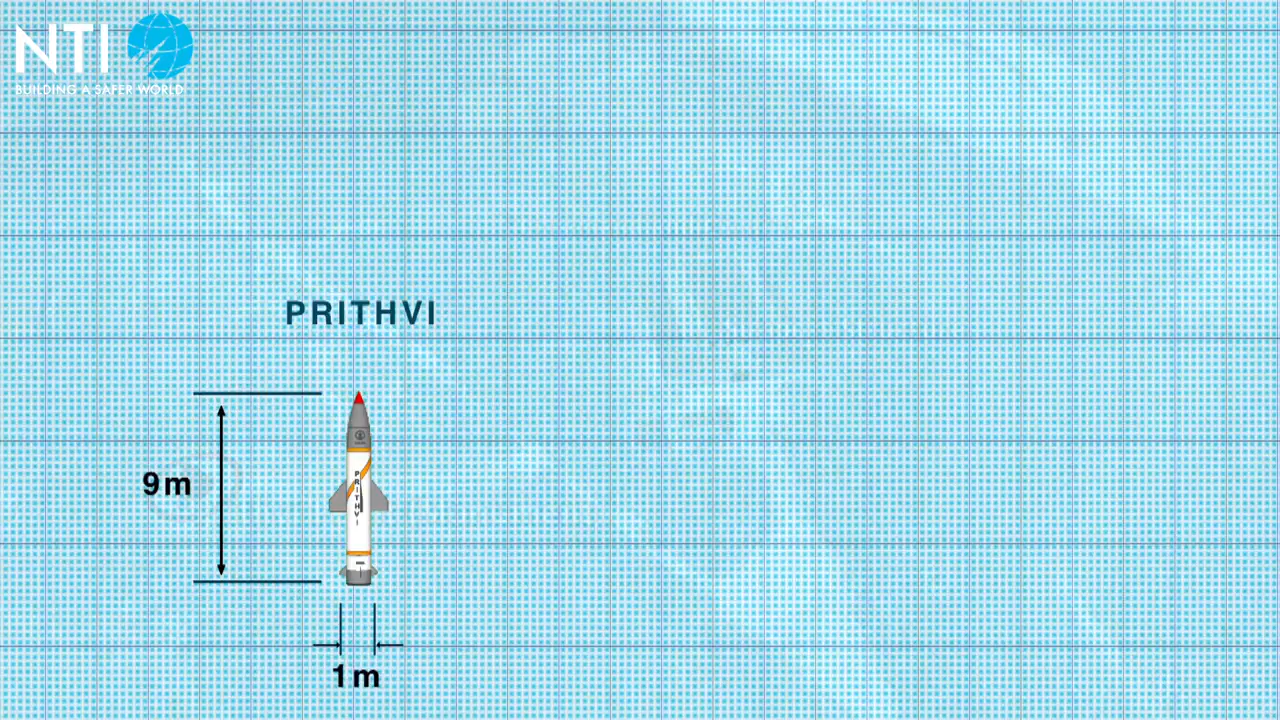 NTI
BUILDING A SAFER WORLD
PRITHVI
9m
PRITHVI
1m